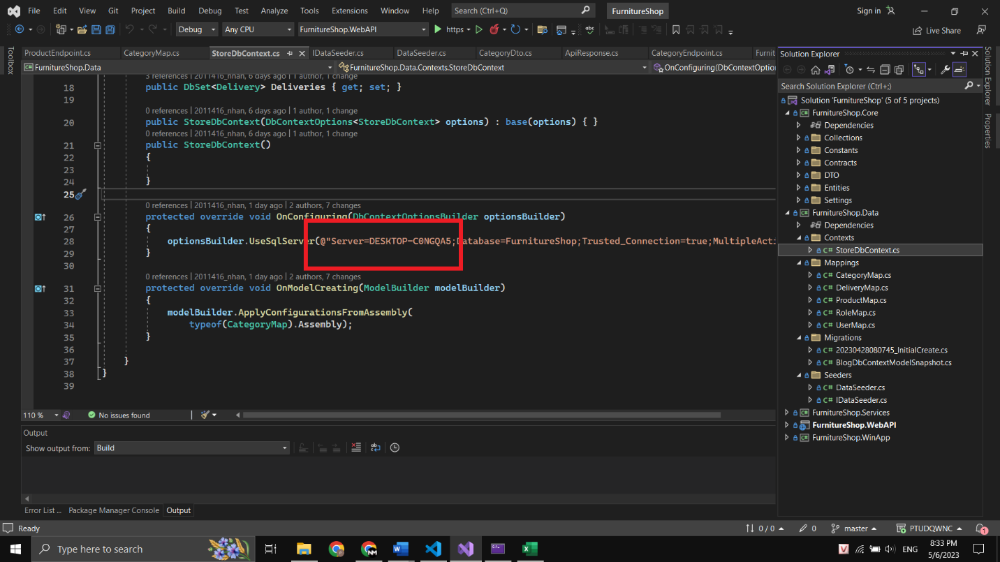 File Edit View Git Project Build Debug Test Analyze Tools Extensions Window Help Search (Ctrl+Q) FurnitureShop Sign in
Debug Any CPU FurnitureShop.WebAPI https Live Share
Toolbox
ProductEndpoint.cs CategoryMap.cs StoreDbContext.cs IDataSeeder.cs DataSeeder.cs CategoryDto.cs ApiResponse.cs CategoryEndpoint.cs Furnit
FurnitureShop.Data FurnitureShop.Data.Contexts.StoreDbContext OnConfiguring(DbContextOptio
3 references | 2011416_nhan, 6 days ago | 1 author, 1 change
18 public DbSet<Delivery> Deliveries { get; set; }
19
0 references | 2011416_nhan, 6 days ago | 1 author, 1 change
20 public StoreDbContext(DbContextOptions<StoreDbContext> options) : base(options) { }
0 references | 2011416_nhan, 6 days ago | 1 author, 1 change
21 public StoreDbContext()
22 {
23
24 }
25
0 references | 2011416_nhan, 1 day ago | 2 authors, 7 changes
26 protected override void OnConfiguring(DbContextOptionsBuilder optionsBuilder)
27 {
28 optionsBuilder.UseSqlServer(@"Server=DESKTOP-C0NGQA5;Database=FurnitureShop;Trusted_Connection=true;MultipleActi
29 }
30
0 references | 2011416_nhan, 1 day ago | 2 authors, 7 changes
31 protected override void OnModelCreating(ModelBuilder modelBuilder)
32 {
33 modelBuilder.ApplyConfigurationsFromAssembly(
34 typeof(CategoryMap).Assembly);
35 }
36
37 }
38 }
39
110 % No issues found
Output
Show output from: Build
Error List ... Package Manager Console Output
Solution Explorer
Search Solution Explorer (Ctrl+;)
Solution 'FurnitureShop' (5 of 5 projects)
FurnitureShop.Core
Dependencies
Collections
Constants
Contracts
DTO
Entities
Settings
FurnitureShop.Data
Dependencies
Contexts
StoreDbContext.cs
Mappings
CategoryMap.cs
DeliveryMap.cs
ProductMap.cs
RoleMap.cs
UserMap.cs
Migrations
20230428080745_InitialCreate.cs
BlogDbContextModelSnapshot.cs
Seeders
DataSeeder.cs
IDataSeeder.cs
FurnitureShop.Services
FurnitureShop.WebAPI
FurnitureShop.WinApp
Solution Explorer
Properties
Ready 0 / 0 0 master PTUDQWNC 1
Type here to search ENG 8:33 PM
5/6/2023